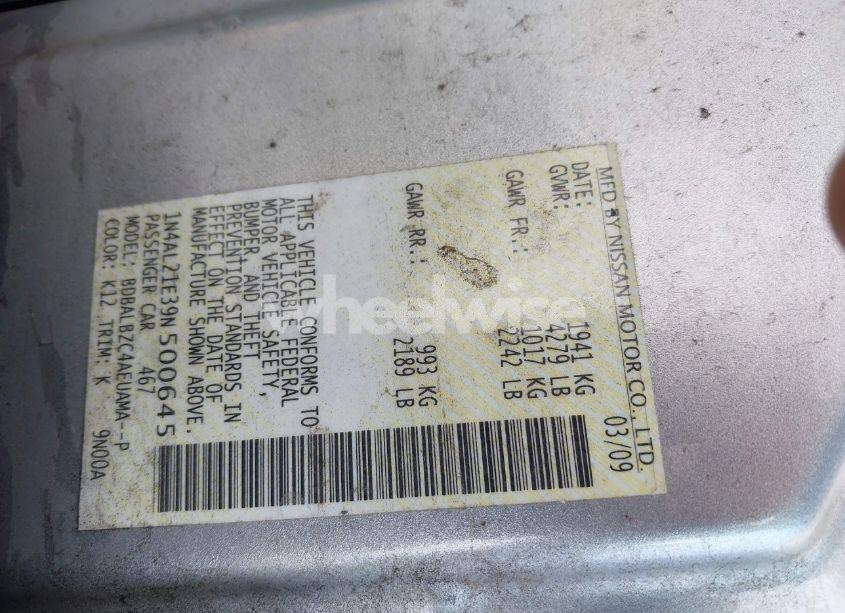 MFD BY NISSAN MOTOR CO., LTD.
DATE: 03/09
GVWR: 1941 KG
4279 LB
GAWR FR.: 1017 KG
2242 LB
GAWR RR.: 993 KG
2189 LB
THIS VEHICLE CONFORMS TO
ALL APPLICABLE FEDERAL
MOTOR VEHICLE SAFETY,
BUMPER, AND THEFT
PREVENTION STANDARDS IN
EFFECT ON THE DATE OF
MANUFACTURE SHOWN ABOVE.
1N4AL21E39N500645
PASSENGER CAR 467
MODEL: BDBALBZC4AEUAMA--P
COLOR: K12 TRIM: K 9N00A
wheelwise